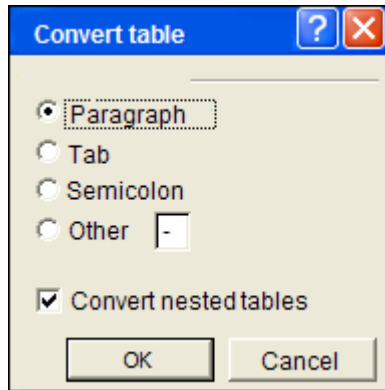 Convert table ?
Paragraph
Tab
Semicolon
Other -
Convert nested tables
OK Cancel